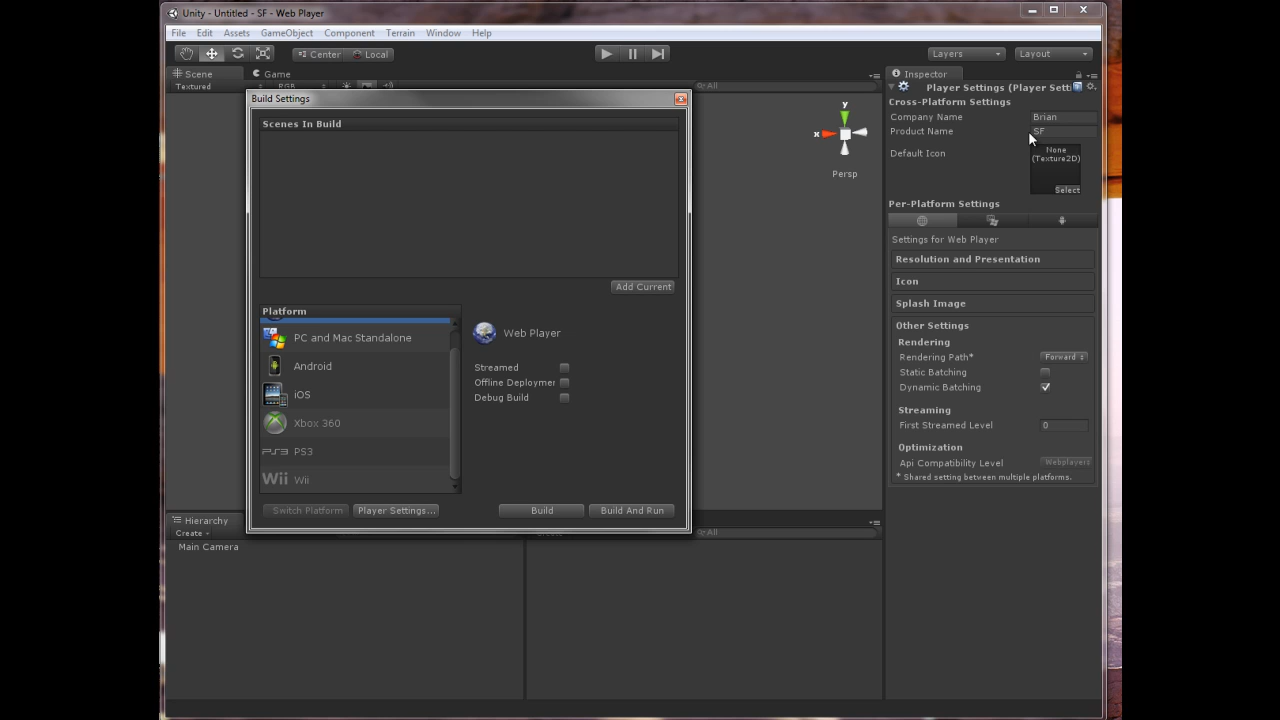 Unity - Untitled - SF - Web Player
File Edit Assets GameObject Component Terrain Window Help
Center Local
Layers Layout
Scene Game
Textured RGB All
Build Settings
Scenes In Build
Add Current
Platform
PC and Mac Standalone
Android
iOS
Xbox 360
PS3 PS3
Wii Wii
Web Player
Streamed
Offline Deploymer
Debug Build
Switch Platform Player Settings... Build Build And Run
Inspector
Player Settings (Player Sett
Cross-Platform Settings
Company Name Brian
Product Name SF
Default Icon
None
(Texture2D)
Select
Per-Platform Settings
Settings for Web Player
Resolution and Presentation
Icon
Splash Image
Other Settings
Rendering
Rendering Path* Forward
Static Batching
Dynamic Batching
Streaming
First Streamed Level 0
Optimization
Api Compatibility Level Webplayer
* Shared setting between multiple platforms.
Hierarchy
Create All
Main Camera
Persp
x
y